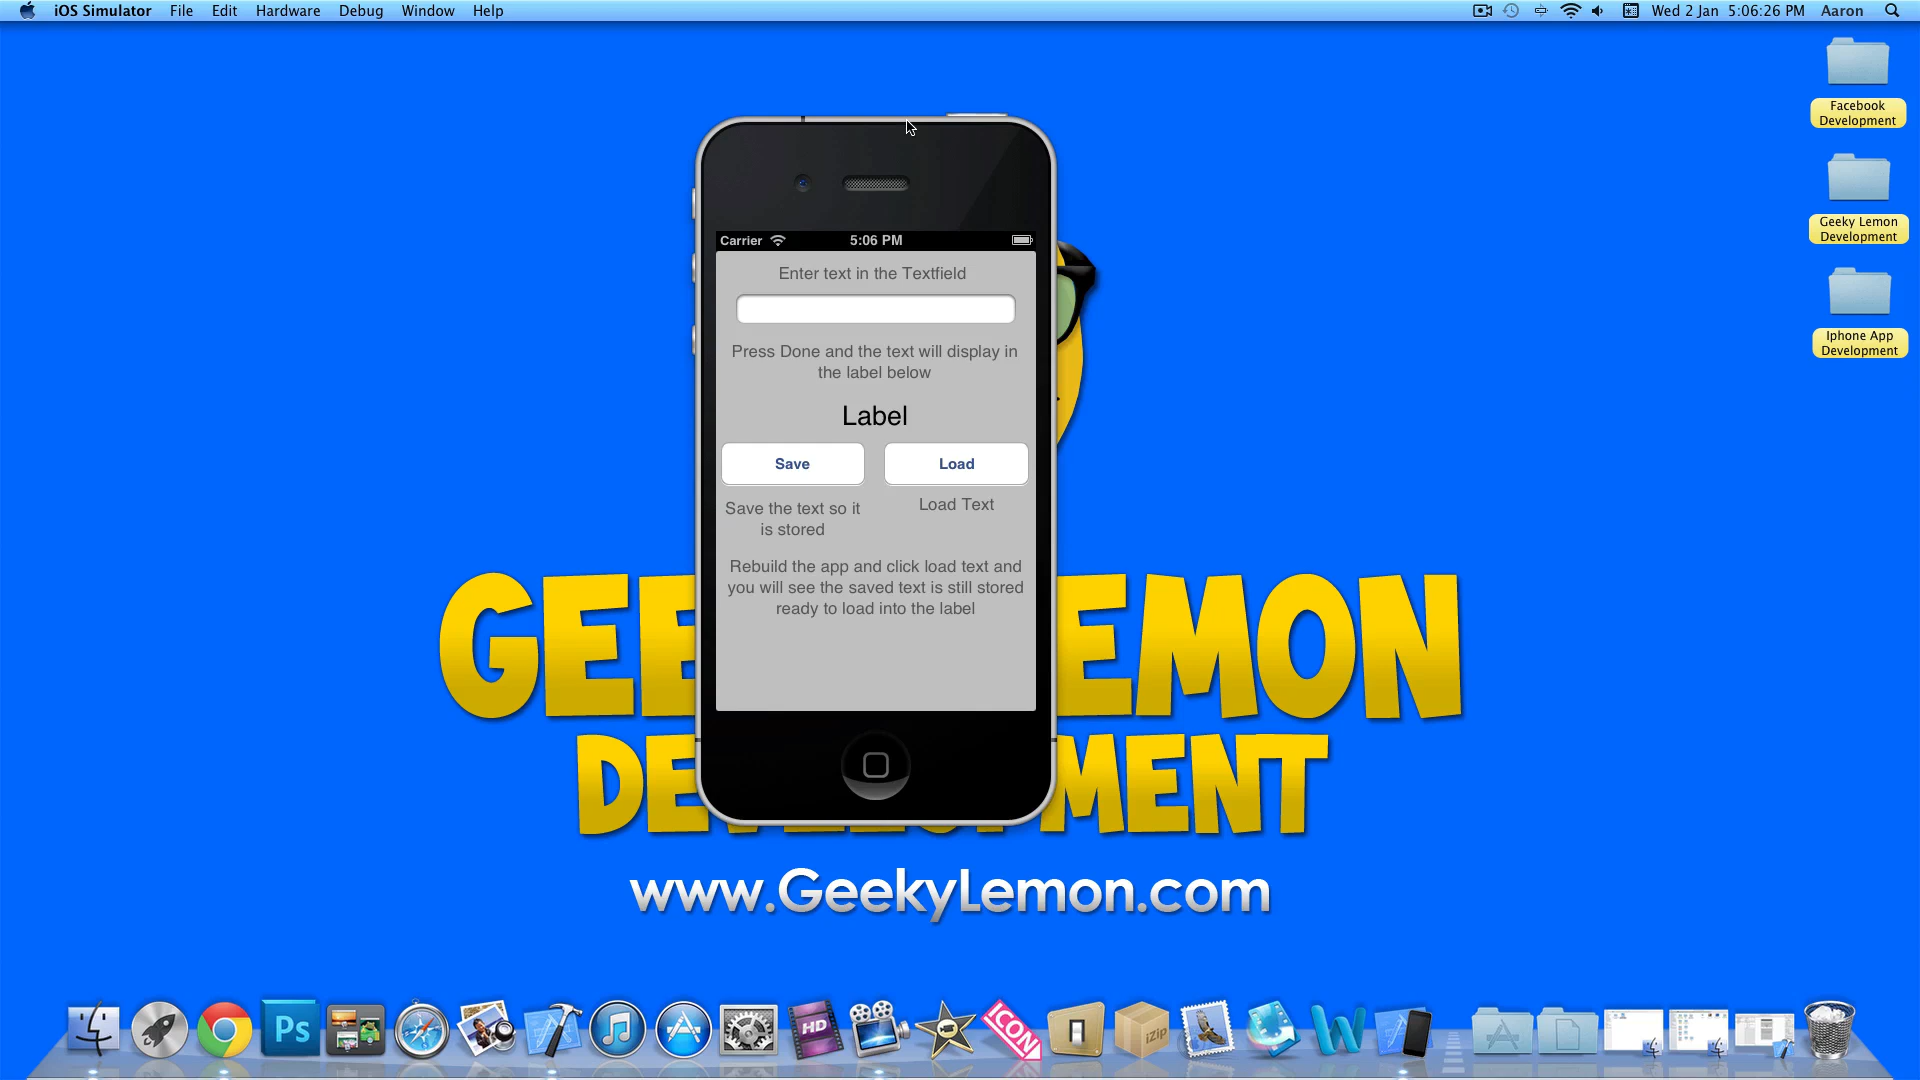 iOS Simulator File Edit Hardware Debug Window Help Wed 2 Jan 5:06:26 PM Aaron
Facebook
Development
Geeky Lemon
Development
Iphone App
Development
Carrier 5:06 PM
Enter text in the Textfield
Press Done and the text will display in
the label below
Label
Save Load
Save the text so it
is stored
Load Text
Rebuild the app and click load text and
you will see the saved text is still stored
ready to load into the label
GEE EMON
DE MENT
www.GeekyLemon.com
Ps HD ICON iZip W